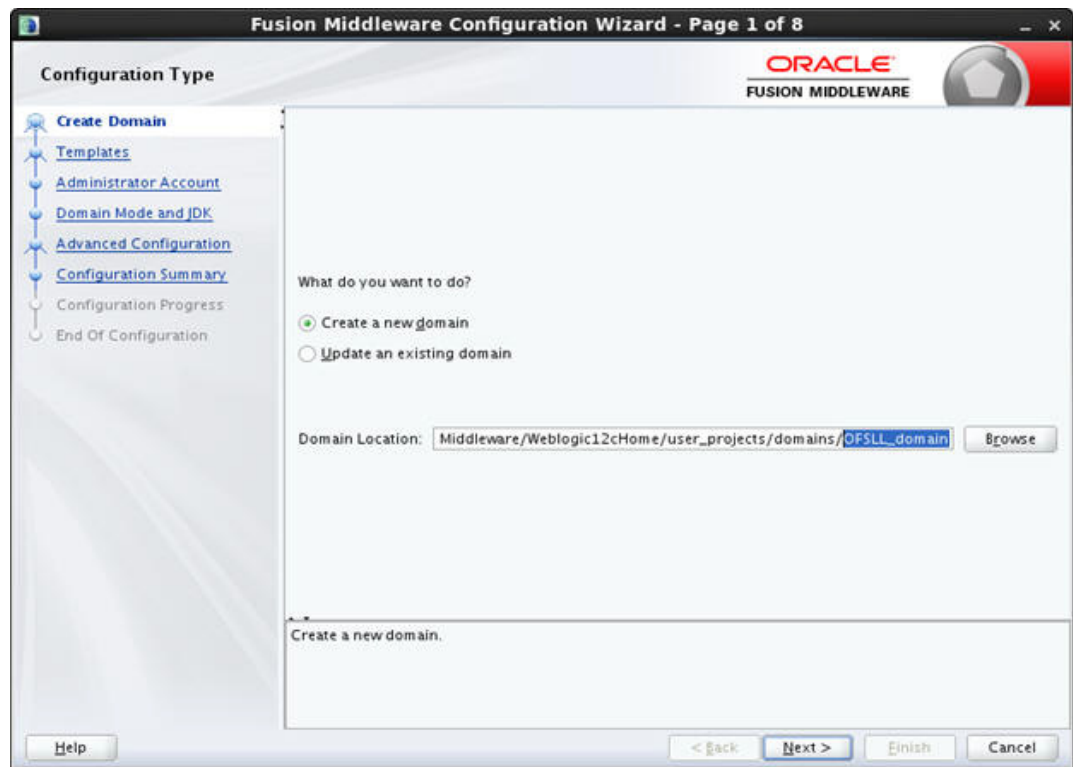 Fusion Middleware Configuration Wizard - Page 1 of 8
Configuration Type
ORACLE
FUSION MIDDLEWARE
Create Domain
Templates
Administrator Account
Domain Mode and JDK
Advanced Configuration
Configuration Summary
Configuration Progress
End Of Configuration
What do you want to do?
Create a new domain
Update an existing domain
Domain Location: Middleware/Weblogic12cHome/user_projects/domains/OFSLL_domain Browse
Create a new domain.
Help < Back Next > Finish Cancel